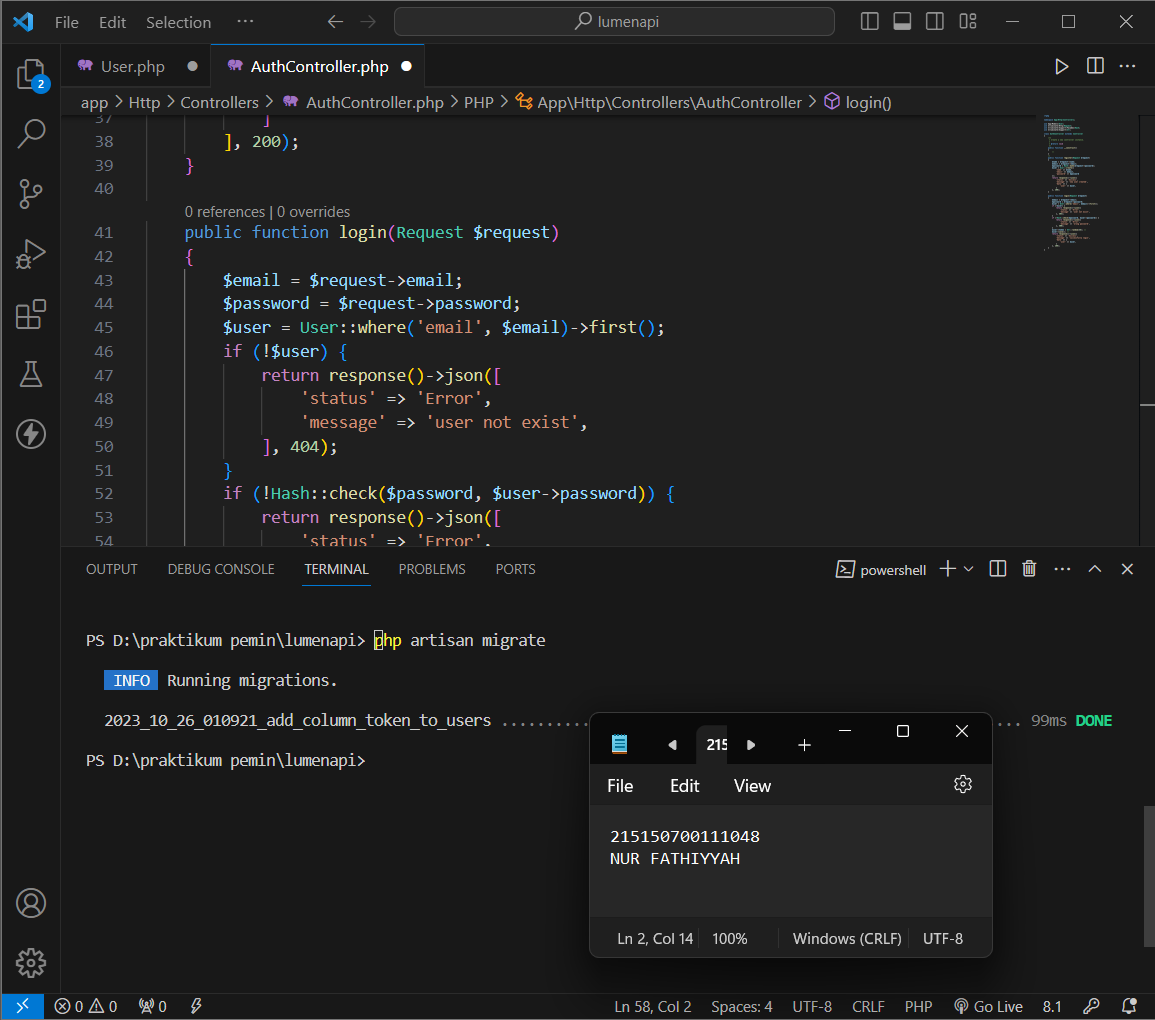 File Edit Selection ··· lumenapi
User.php AuthController.php
app > Http > Controllers > AuthController.php > PHP > App\Http\Controllers\AuthController > login()
2
37 ]
38 ], 200);
39 }
40
0 references | 0 overrides
41 public function login(Request $request)
42 {
43 $email = $request->email;
44 $password = $request->password;
45 $user = User::where('email', $email)->first();
46 if (!$user) {
47 return response()->json([
48 'status' => 'Error',
49 'message' => 'user not exist',
50 ], 404);
51 }
52 if (!Hash::check($password, $user->password)) {
53 return response()->json([
54 'status' => 'Error',
OUTPUT DEBUG CONSOLE TERMINAL PROBLEMS PORTS powershell
PS D:\praktikum pemin\lumenapi> php artisan migrate
INFO Running migrations.
2023_10_26_010921_add_column_token_to_users ............. 99ms DONE
PS D:\praktikum pemin\lumenapi>
215
File Edit View
215150700111048
NUR FATHIYYAH
Ln 2, Col 14 100% Windows (CRLF) UTF-8
0 0 0 Ln 58, Col 2 Spaces: 4 UTF-8 CRLF PHP Go Live 8.1